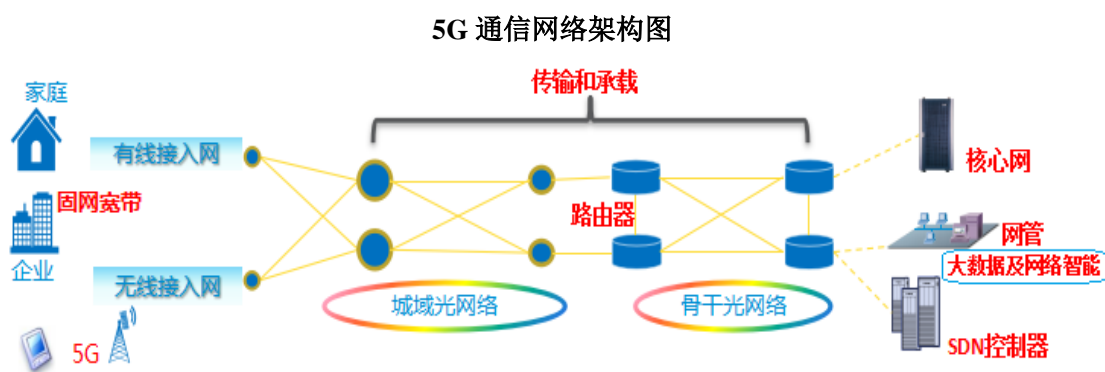 5G 通信网络架构图
传输和承载
家庭
有线接入网
核心网
固网宽带
路由器
网管
企业
大数据及网络智能
无线接入网
城域光网络
骨干光网络
5G
SDN控制器